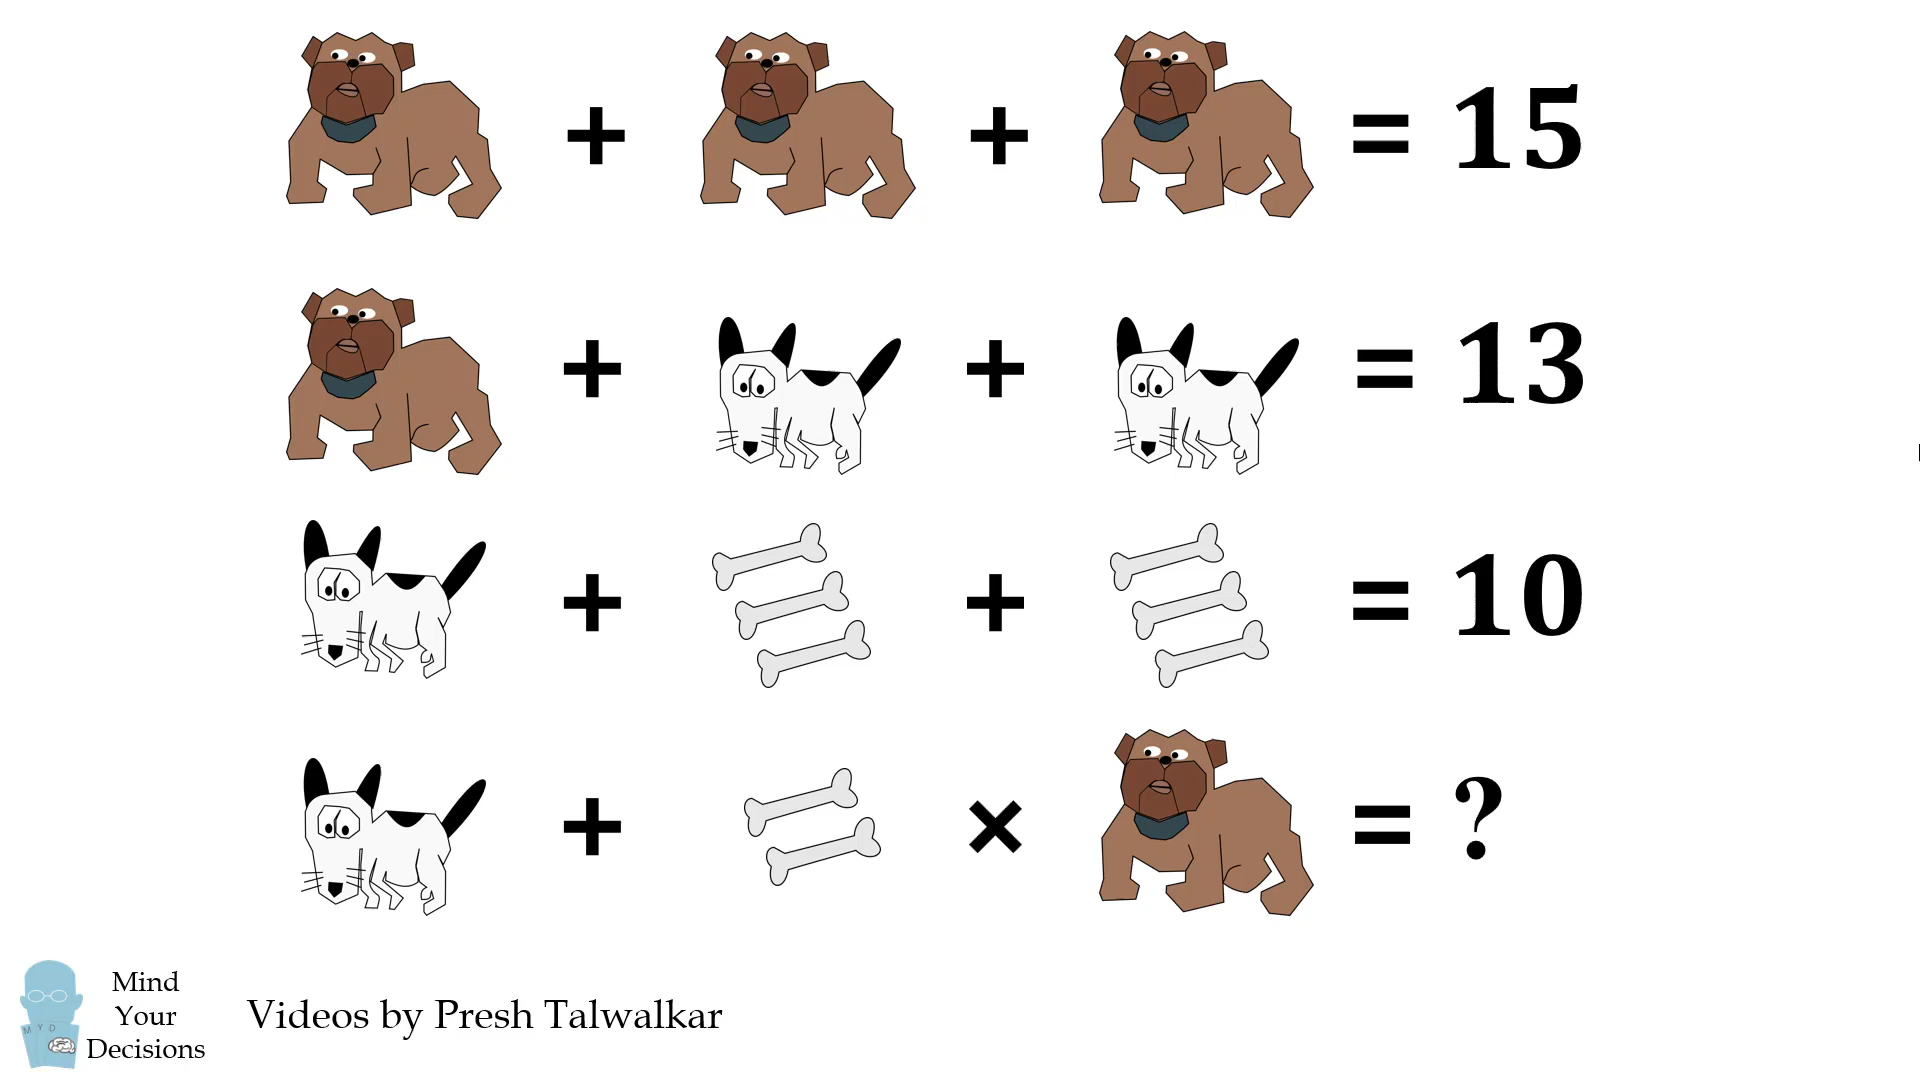 + + = 15
+ + = 13
+ + = 10
+ × = ?
Mind
Your
Decisions
M Y D
Videos by Presh Talwalkar